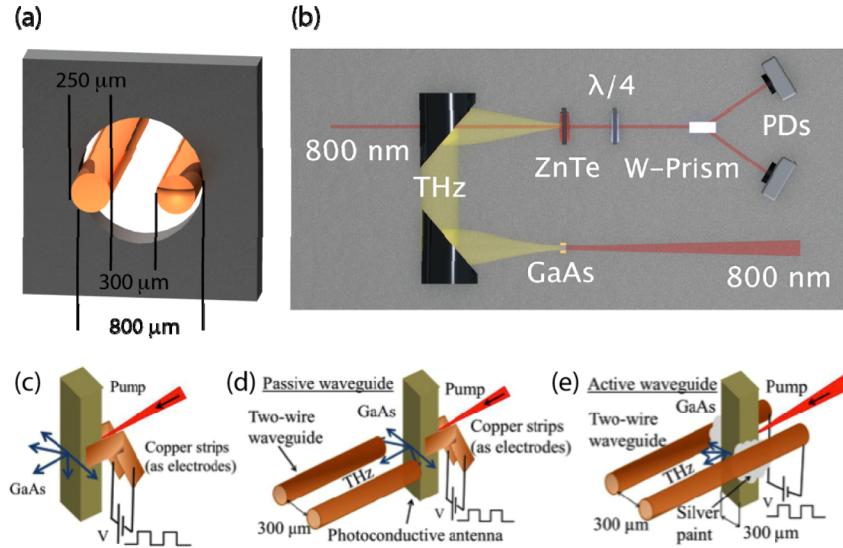 (a)
250 μm
300 μm
800 μm
(b)
λ/4
800 nm
THz
ZnTe
W-Prism
PDs
GaAs
800 nm
(c)
Pump
GaAs
Copper strips
(as electrodes)
V
(d)
Passive waveguide
Pump
GaAs
Two-wire
waveguide
Copper strips
(as electrodes)
THz
300 μm
Photoconductive antenna
V
(e)
Active waveguide
Pump
GaAs
Two-wire
waveguide
THz
300 μm
Silver
paint
300 μm
V